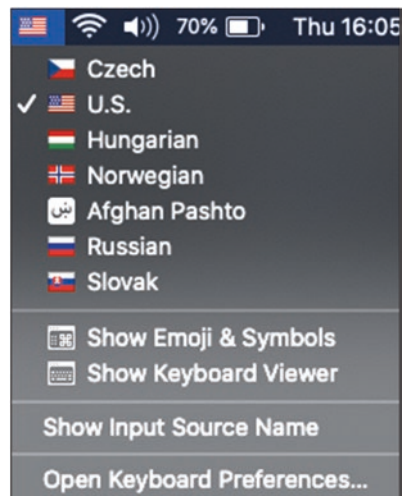 70% Thu 16:05
Czech
✓ U.S.
Hungarian
Norwegian
ښي Afghan Pashto
Russian
Slovak
Show Emoji & Symbols
Show Keyboard Viewer
Show Input Source Name
Open Keyboard Preferences...